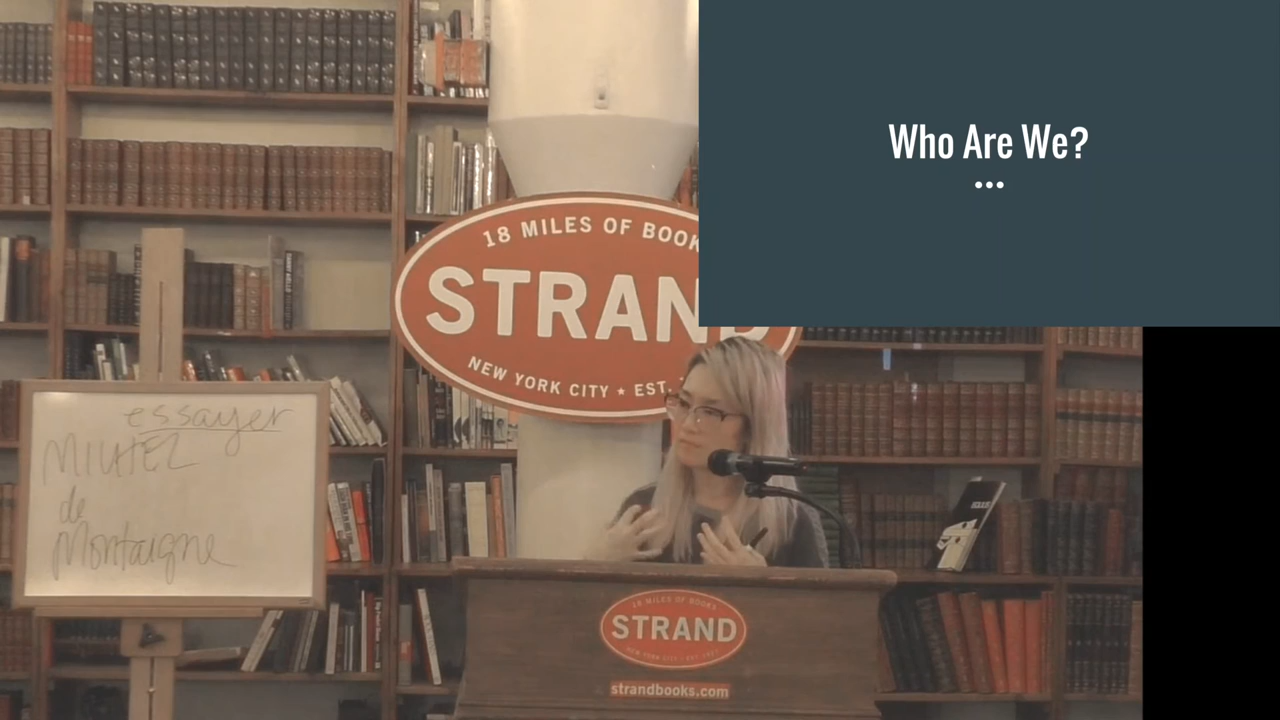 Who Are We?
18 MILES OF BOOK
STRAND
NEW YORK CITY ★ EST.
essayer
MICHEL
de
Montaigne
18 MILES OF BOOKS
STRAND
strandbooks.com